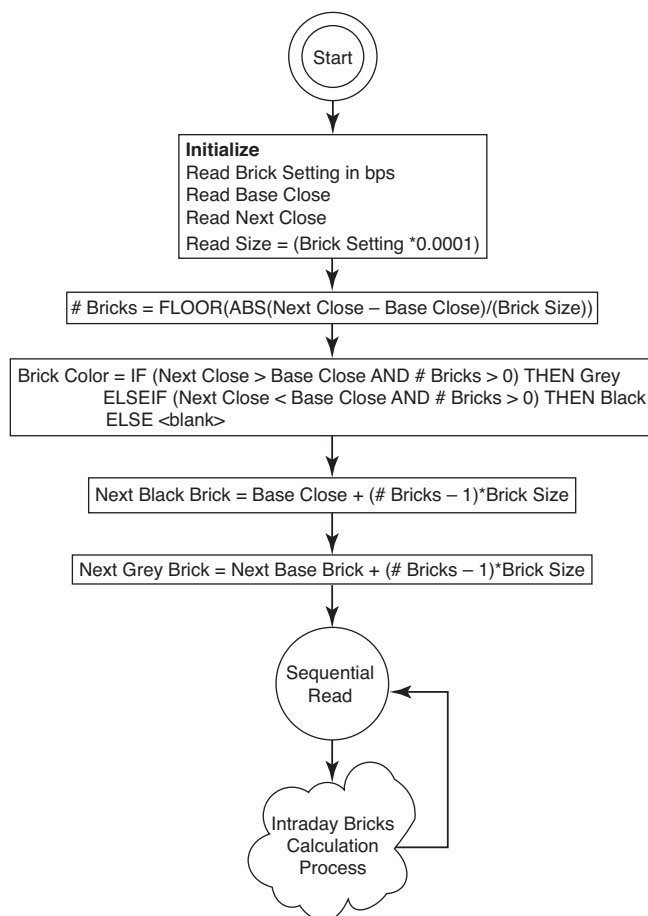 Start
Initialize
Read Brick Setting in bps
Read Base Close
Read Next Close
Read Size = (Brick Setting *0.0001)
# Bricks = FLOOR(ABS(Next Close – Base Close)/(Brick Size))
Brick Color = IF (Next Close > Base Close AND # Bricks > 0) THEN Grey
ELSEIF (Next Close < Base Close AND # Bricks > 0) THEN Black
ELSE <blank>
Next Black Brick = Base Close + (# Bricks – 1)*Brick Size
Next Grey Brick = Next Base Brick + (# Bricks – 1)*Brick Size
Sequential
Read
Intraday Bricks
Calculation
Process